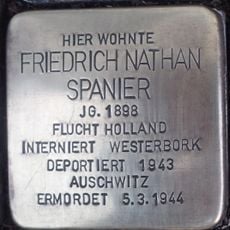 HIER WOHNTE
FRIEDRICH NATHAN
SPANIER
JG. 1898
FLUCHT HOLLAND
INTERNIERT WESTERBORK
DEPORTIERT 1943
AUSCHWITZ
ERMORDET 5.3.1944